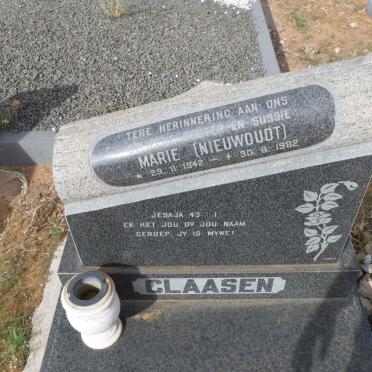 TERE HERINNERING AAN ONS
DOGTER EN SUSSIE
MARIE (NIEUWOUDT)
* 29.11.1942 - + 30.8.1982
JESAJA 43 : 1
EK HET JOU BY JOU NAAM
GEROEP, JY IS MYNE!
CLAASEN